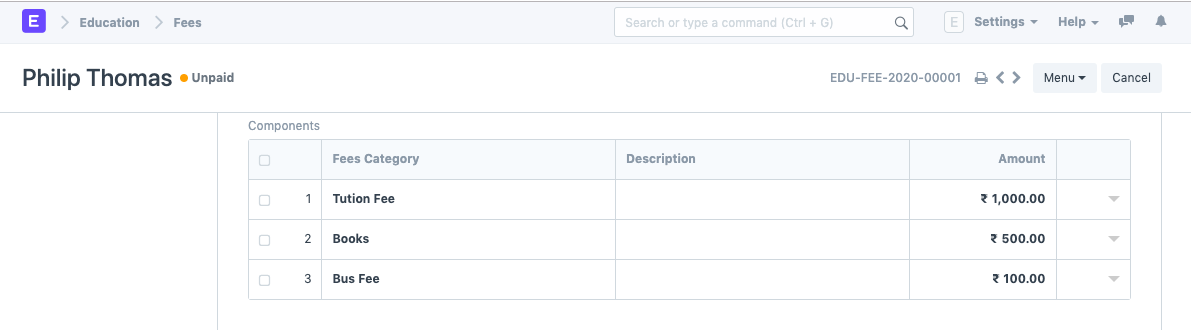 E Education Fees Search or type a command (Ctrl + G) E Settings Help
Philip Thomas Unpaid EDU-FEE-2020-00001 Menu Cancel
Components
Fees Category Description Amount
1 Tution Fee ₹ 1,000.00
2 Books ₹ 500.00
3 Bus Fee ₹ 100.00